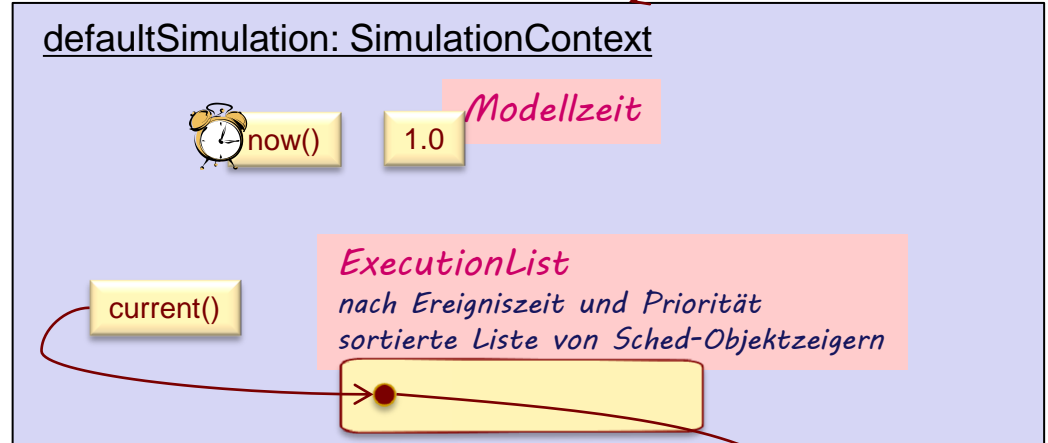 defaultSimulation: SimulationContext
Modellzeit
now()
1.0
ExecutionList
current()
nach Ereigniszeit und Priorität
sortierte Liste von Sched-Objektzeigern